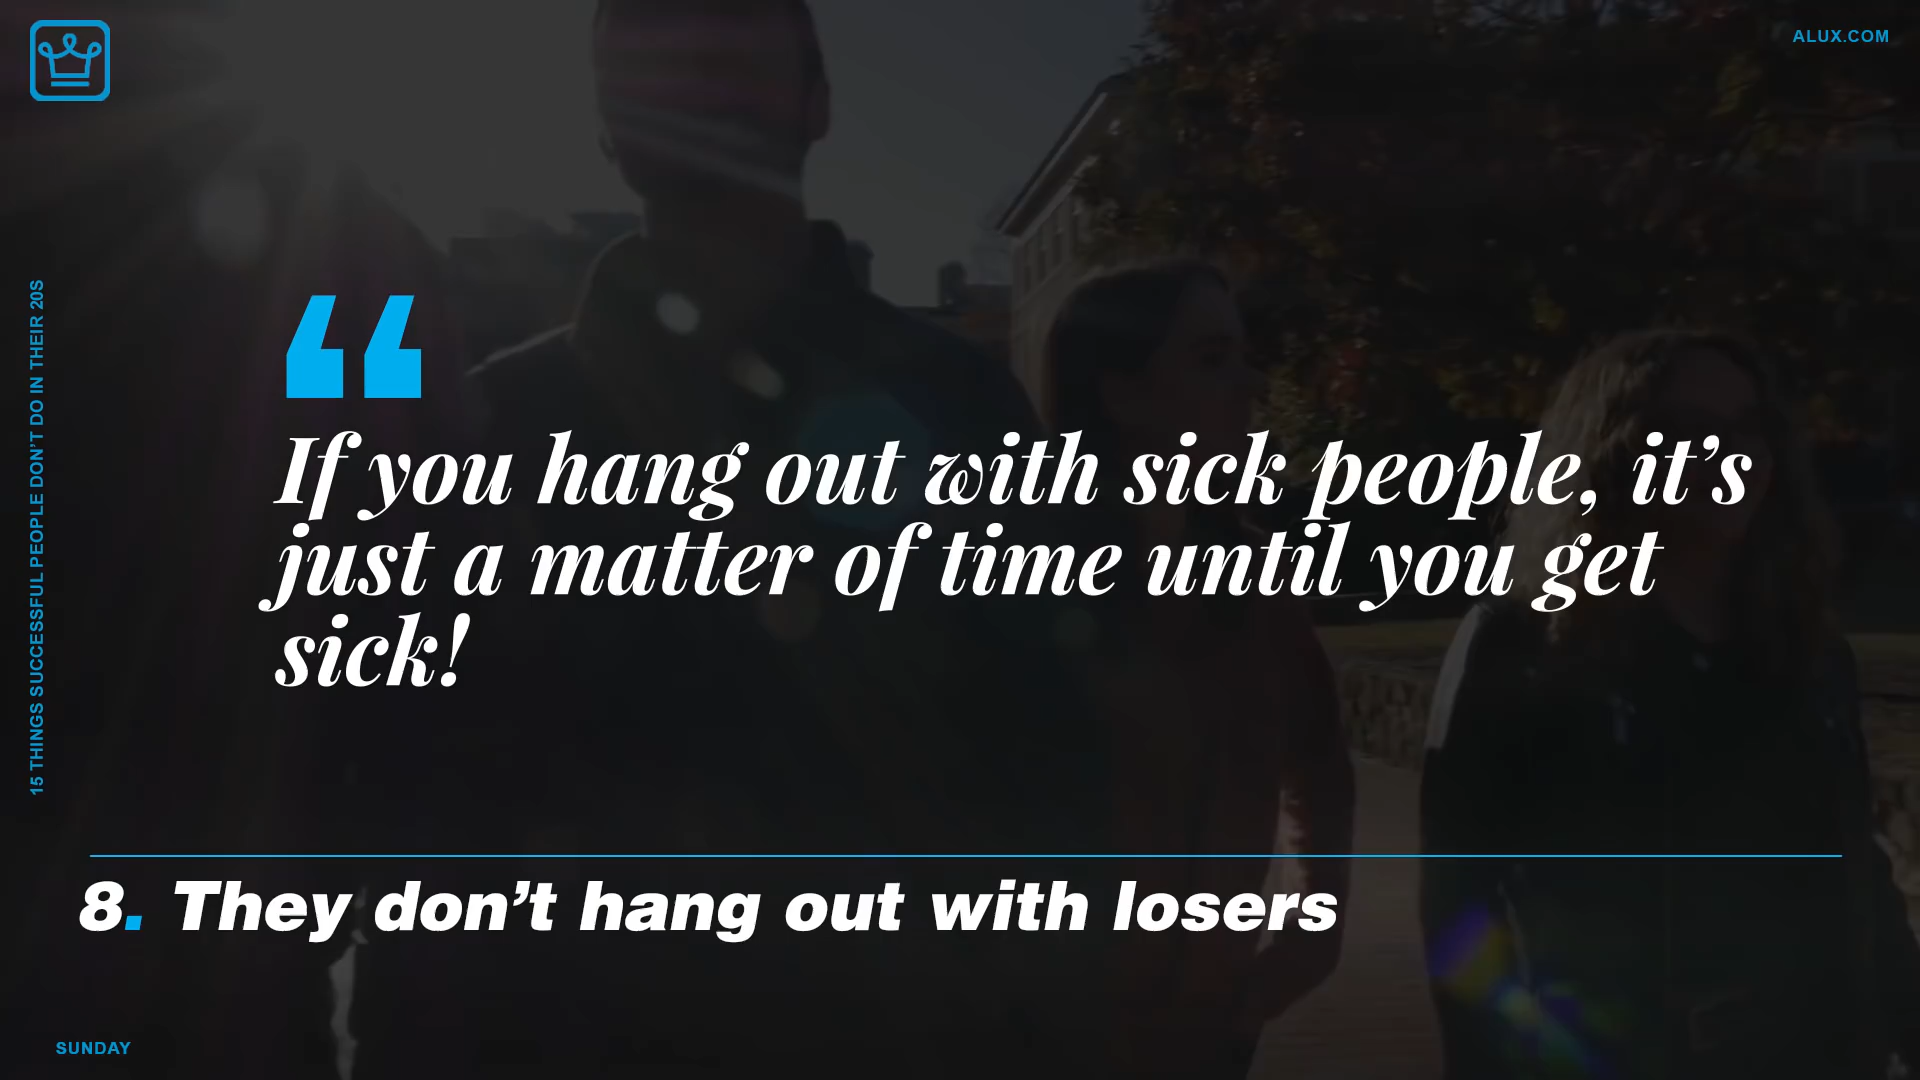 ALUX.COM
15 THINGS SUCCESSFUL PEOPLE DON'T DO IN THEIR 20S
“
If you hang out with sick people, it’s
just a matter of time until you get
sick!
8. They don’t hang out with losers
SUNDAY